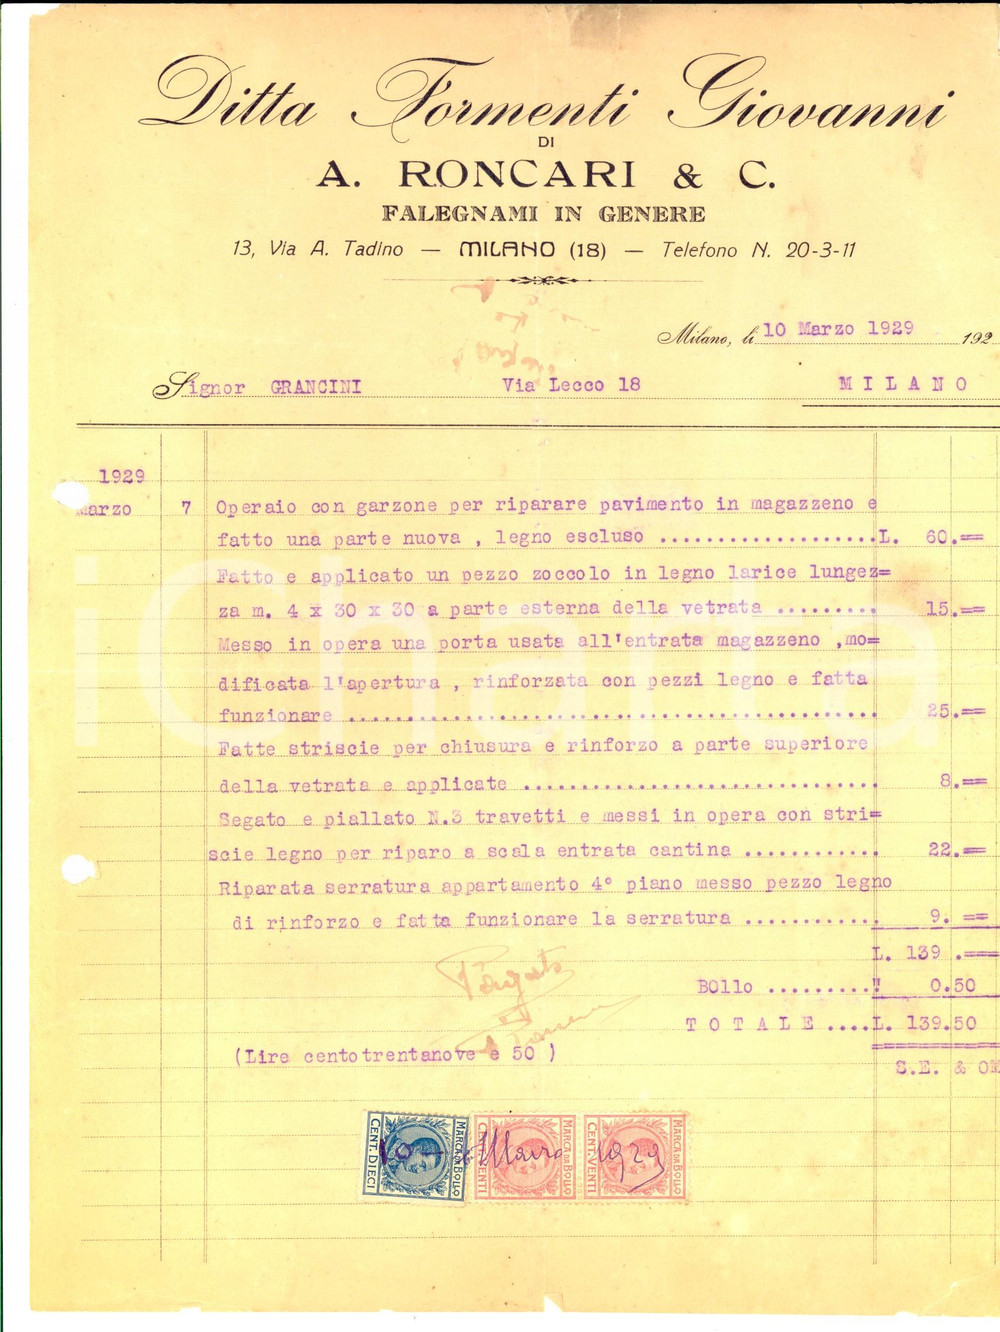 Ditta Formenti Giovanni
DI
A. RONCARI & C.
FALEGNAMI IN GENERE
13, Via A. Tadino — MILANO (18) — Telefono N. 20-3-11
Milano, li 10 Marzo 1929 192
Signor GRANCINI Via Lecco 18 MILANO
1929
Marzo 7 Operaio con garzone per riparare pavimento in magazzeno e
fatto una parte nuova , legno escluso ...................L. 60.==
Fatto e applicato un pezzo zoccolo in legno larice lungez=
za m. 4 x 30 x 30 a parte esterna della vetrata ......... 15.==
Messo in opera una porta usata all'entrata magazzeno ,mo=
dificata l'apertura , rinforzata con pezzi legno e fatta
funzionare .............................................. 25.==
Fatte striscie per chiusura e rinforzo a parte superiore
della vetrata e applicate ............................... 8.==
Segato e piallato N.3 travetti e messi in opera con stri=
scie legno per riparo a scala entrata cantina ............ 22.==
Riparata serratura appartamento 4° piano messo pezzo legno
di rinforzo e fatta funzionare la serratura ............ 9. ==
L. 139 .===
Bollo ........." 0.50
TOTALE ....L. 139.50
(Lire centotrentanove e 50 )
S.E. & O
Pagato
MARCA DA BOLLO
CENT. DIECI
MARCA DA BOLLO
CENT. VENTI
MARCA DA BOLLO
CENT. VENTI
10 Marzo 1929
iCharta